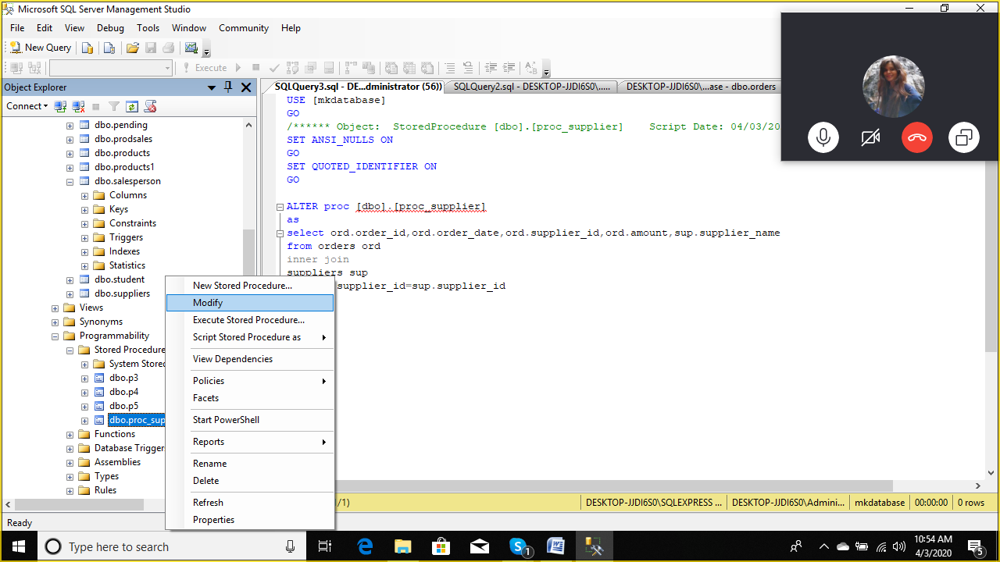 Microsoft SQL Server Management Studio
File Edit View Debug Tools Window Community Help
New Query
Execute
Object Explorer
Connect
dbo.pending
dbo.prodsales
dbo.products
dbo.products1
dbo.salesperson
Columns
Keys
Constraints
Triggers
Indexes
Statistics
dbo.student
dbo.suppliers
Views
Synonyms
Programmability
Stored Procedure
System Stored
dbo.p3
dbo.p4
dbo.p5
dbo.proc_sup
Functions
Database Trigger
Assemblies
Types
Rules
New Stored Procedure...
Modify
Execute Stored Procedure...
Script Stored Procedure as
View Dependencies
Policies
Facets
Start PowerShell
Reports
Rename
Delete
Refresh
Properties
SQLQuery3.sql - DE...dministrator (56)) SQLQuery2.sql - DESKTOP-JJDI6S0\..... DESKTOP-JJDI6S0\...ase - dbo.orders
USE [mkdatabase]
GO
/****** Object:  StoredProcedure [dbo].[proc_supplier]    Script Date: 04/03/20
SET ANSI_NULLS ON
GO
SET QUOTED_IDENTIFIER ON
GO
ALTER proc [dbo].[proc_supplier]
as
select ord.order_id,ord.order_date,ord.supplier_id,ord.amount,sup.supplier_name
from orders ord
inner join
suppliers sup
supplier_id=sup.supplier_id
/1) DESKTOP-JJDI6S0\SQLEXPRESS ... DESKTOP-JJDI6S0\Admini... mkdatabase 00:00:00 0 rows
Ready
Type here to search
1
10:54 AM
4/3/2020
5